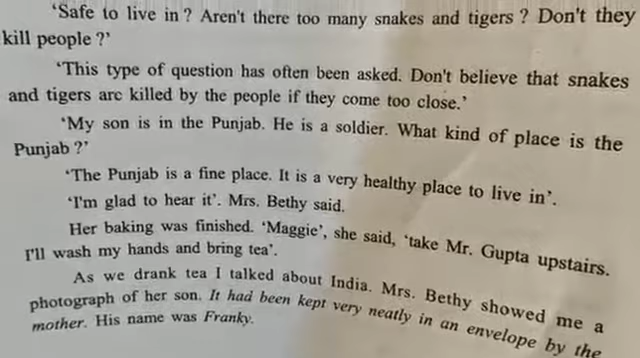 'Safe to live in ? Aren't there too many snakes and tigers ? Don't they
kill people ?'
'This type of question has often been asked. Don't believe that snakes
and tigers are killed by the people if they come too close.'
'My son is in the Punjab. He is a soldier. What kind of place is the
Punjab ?'
'The Punjab is a fine place. It is a very healthy place to live in'.
'I'm glad to hear it'. Mrs. Bethy said.
Her baking was finished. 'Maggie', she said, 'take Mr. Gupta upstairs.
I'll wash my hands and bring tea'.
As we drank tea I talked about India. Mrs. Bethy showed me a
photograph of her son. It had been kept very neatly in an envelope by the
mother. His name was Franky.